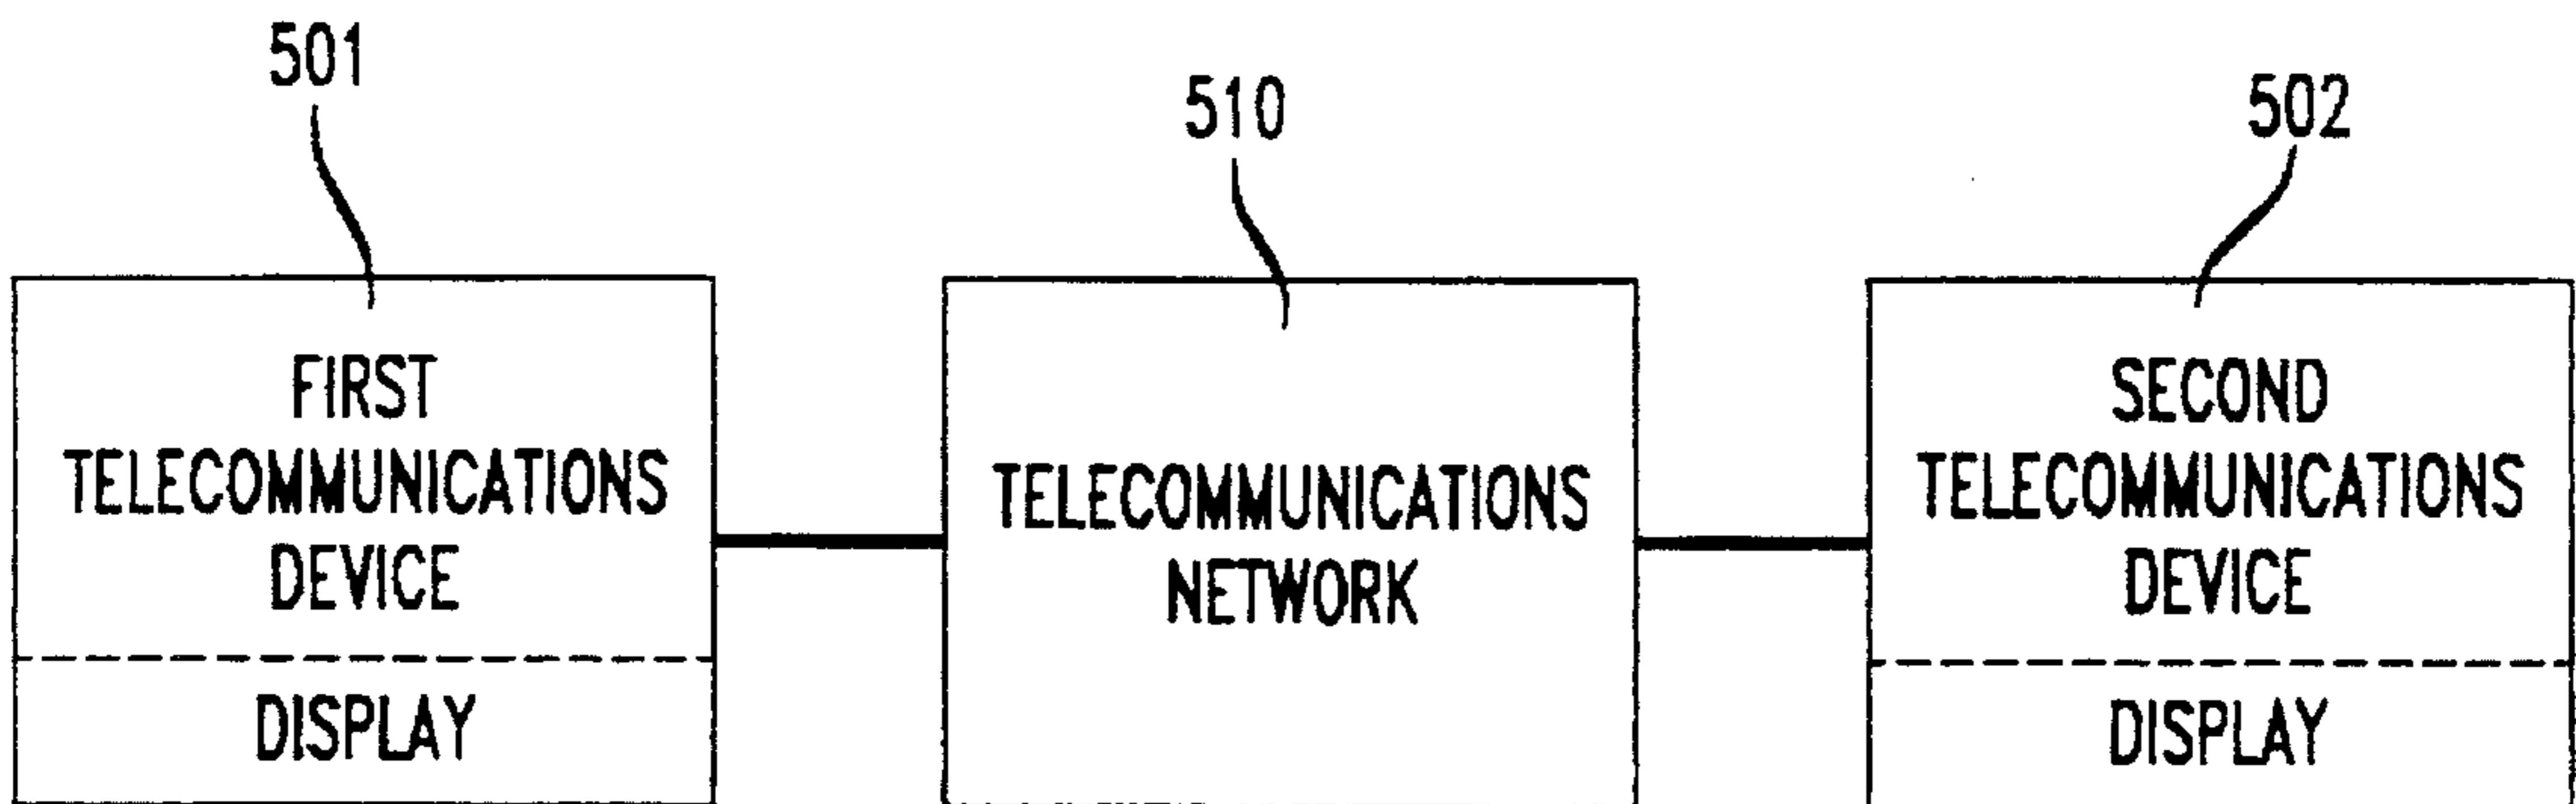 501
510
502
FIRST
TELECOMMUNICATIONS
DEVICE
DISPLAY
TELECOMMUNICATIONS
NETWORK
SECOND
TELECOMMUNICATIONS
DEVICE
DISPLAY